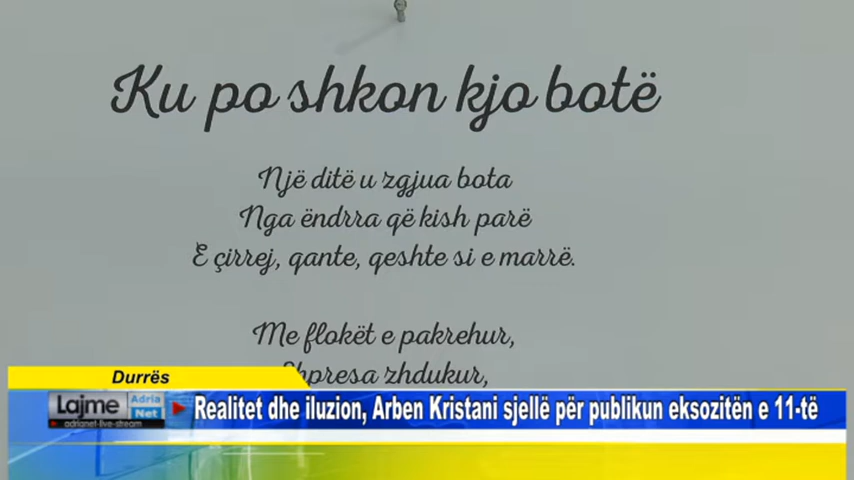 Ku po shkon kjo botë
Një ditë u zgjua bota
Nga ëndrra që kish parë
E çirrej, qante, qeshte si e marrë.
Me flokët e pakrehur,
Shpresa zhdukur,
Durrës
Lajme
Adria
Net
adrianet-live-stream
Realitet dhe iluzion, Arben Kristani sjellë për publikun eksozitën e 11-të